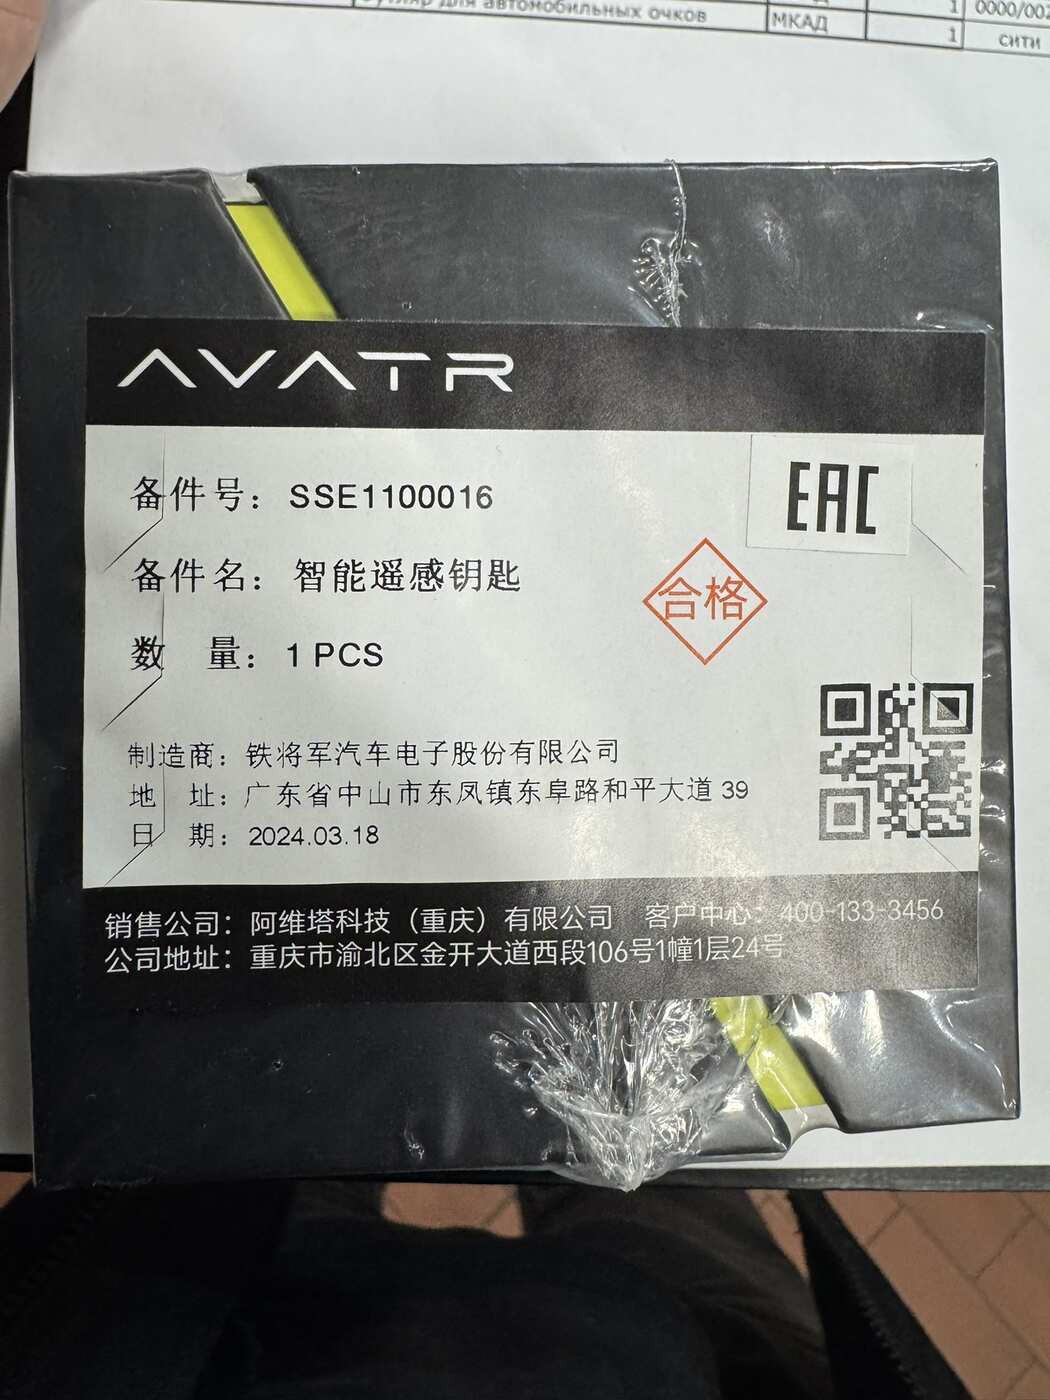 футляр для автомобильных очков МКАД 1 сити
1 0000/002
AVATR
备件号：SSE1100016
EAC
备件名：智能遥感钥匙
合格
数 量：1 PCS
制造商：铁将军汽车电子股份有限公司
地 址：广东省中山市东凤镇东阜路和平大道 39
日 期：2024.03.18
销售公司：阿维塔科技（重庆）有限公司 客户中心：400-133-3456
公司地址：重庆市渝北区金开大道西段106号1幢1层24号